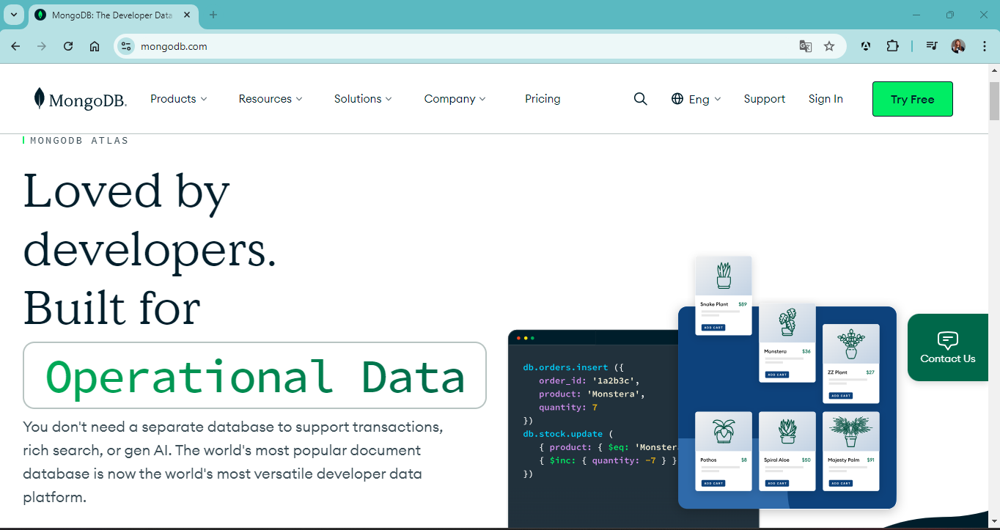 MongoDB: The Developer Data
mongodb.com
MongoDB.
Products
Resources
Solutions
Company
Pricing
Eng
Support
Sign In
Try Free
MONGODB ATLAS
Loved by
developers.
Built for
Operational Data
You don't need a separate database to support transactions,
rich search, or gen AI. The world's most popular document
database is now the world's most versatile developer data
platform.
db.orders.insert ({
order_id: '1a2b3c',
product: 'Monstera',
quantity: 7
})
db.stock.update (
{ product: { $eq: 'Monster
{ $inc: { quantity: -7 } }
})
Snake Plant $89
ADD CART
Monstera $36
ADD CART
ZZ Plant $27
ADD CART
Pothos $8
ADD CART
Spiral Aloe $50
ADD CART
Majesty Palm $91
ADD CART
Contact Us